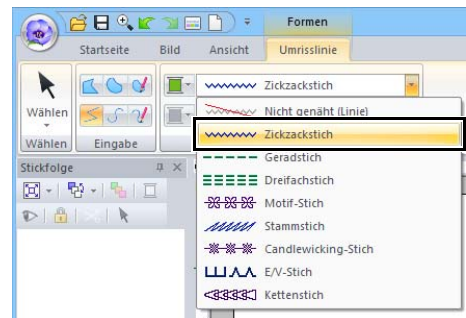 Formen
Startseite Bild Ansicht Umrisslinie
Zickzackstich
Wählen
Nicht genäht (Linie)
Zickzackstich
Wählen Eingabe
Geradstich
Stickfolge
Dreifachstich
Motif-Stich
Stammstich
Candlewicking-Stich
E/V-Stich
Kettenstich